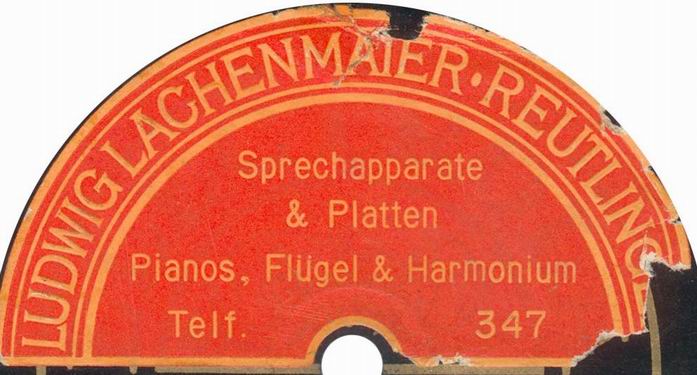 LUDWIG LACHENMAIER · REUTLING
Sprechapparate
& Platten
Pianos, Flügel & Harmonium
Telf. 347